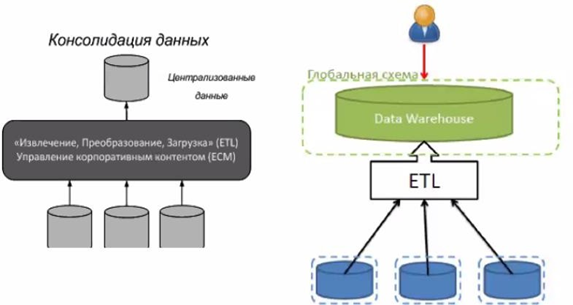 Консолидация данных
Централизованные
данные
«Извлечение, Преобразование, Загрузка» (ETL)
Управление корпоративным контентом (ECM)
Глобальная схема
Data Warehouse
ETL